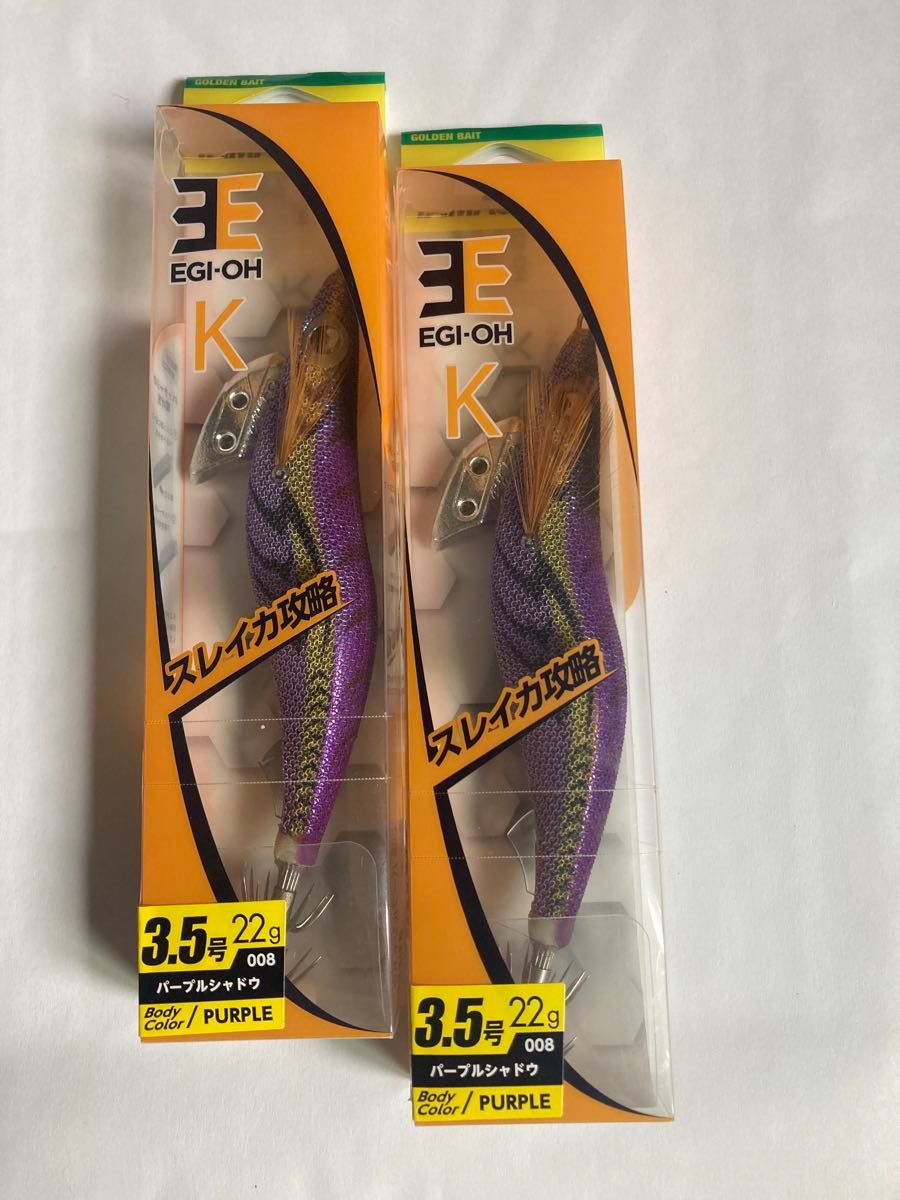 GOLDEN BAIT
EGI-OH
K
スレイカ攻略
3.5号 22g
008
パープルシャドウ
Body Color / PURPLE
GOLDEN BAIT
EGI-OH
K
スレイカ攻略
3.5号 22g
008
パープルシャドウ
Body Color / PURPLE